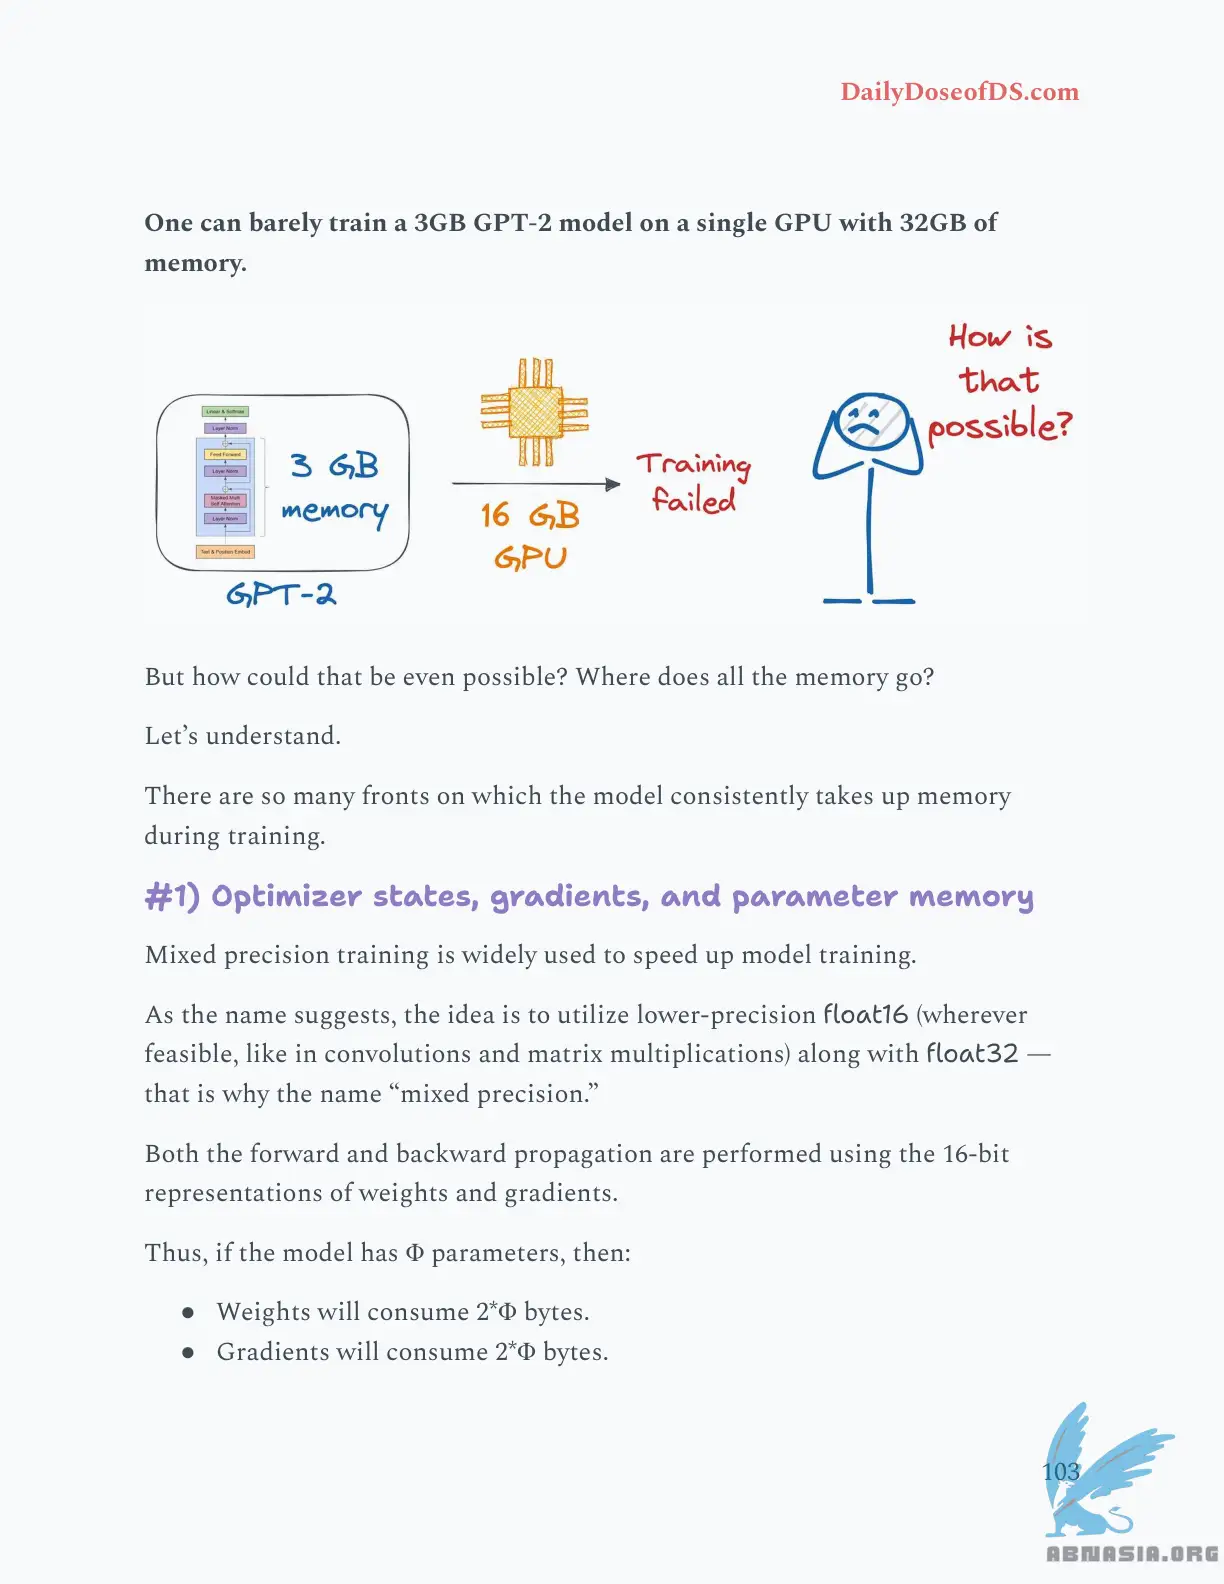 DailyDoseofDS.com
One can barely train a 3GB GPT-2 model on a single GPU with 32GB of
memory.
Linear & Softmax
Layer Norm
Feed Forward
Layer Norm
Masked Multi
Self Attention
Layer Norm
Text & Position Embed
3 GB
memory
GPT-2
16 GB
GPU
Training
failed
How is
that
possible?
But how could that be even possible? Where does all the memory go?
Let’s understand.
There are so many fronts on which the model consistently takes up memory
during training.
#1) Optimizer states, gradients, and parameter memory
Mixed precision training is widely used to speed up model training.
As the name suggests, the idea is to utilize lower-precision float16 (wherever
feasible, like in convolutions and matrix multiplications) along with float32 —
that is why the name “mixed precision.”
Both the forward and backward propagation are performed using the 16-bit
representations of weights and gradients.
Thus, if the model has Φ parameters, then:
● Weights will consume 2*Φ bytes.
● Gradients will consume 2*Φ bytes.
103
ABNASIA.ORG